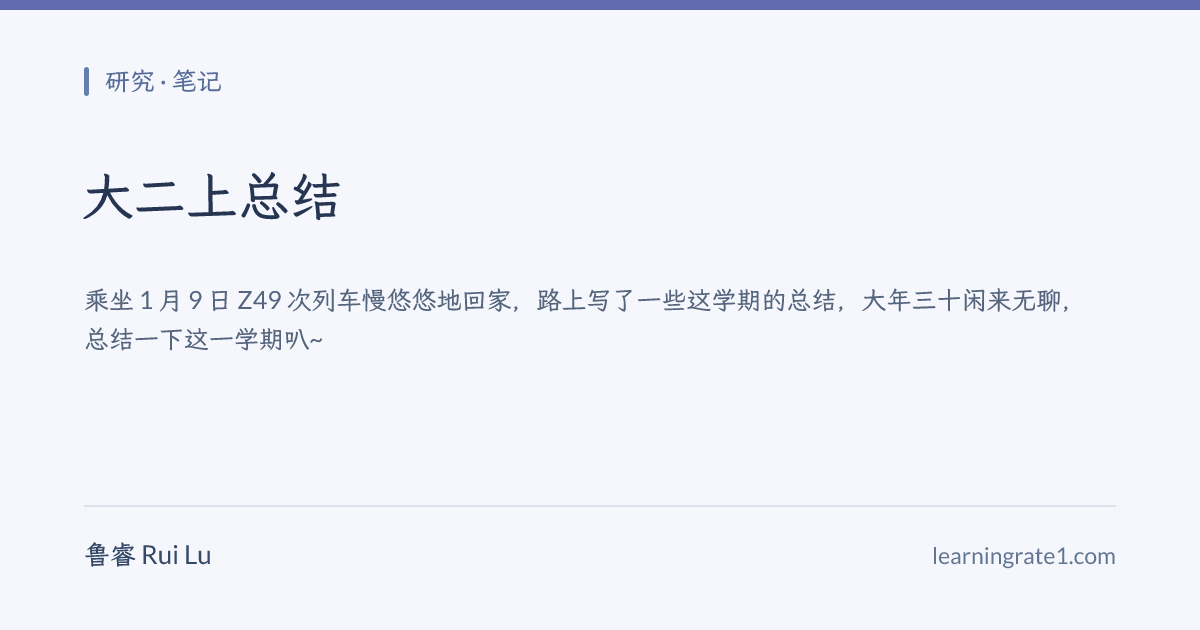 研究 · 笔记
大二上总结
乘坐 1 月 9 日 Z49 次列车慢悠悠地回家，路上写了一些这学期的总结，大年三十闲来无聊，
总结一下这一学期叭~
鲁睿 Rui Lu
learningrate1.com